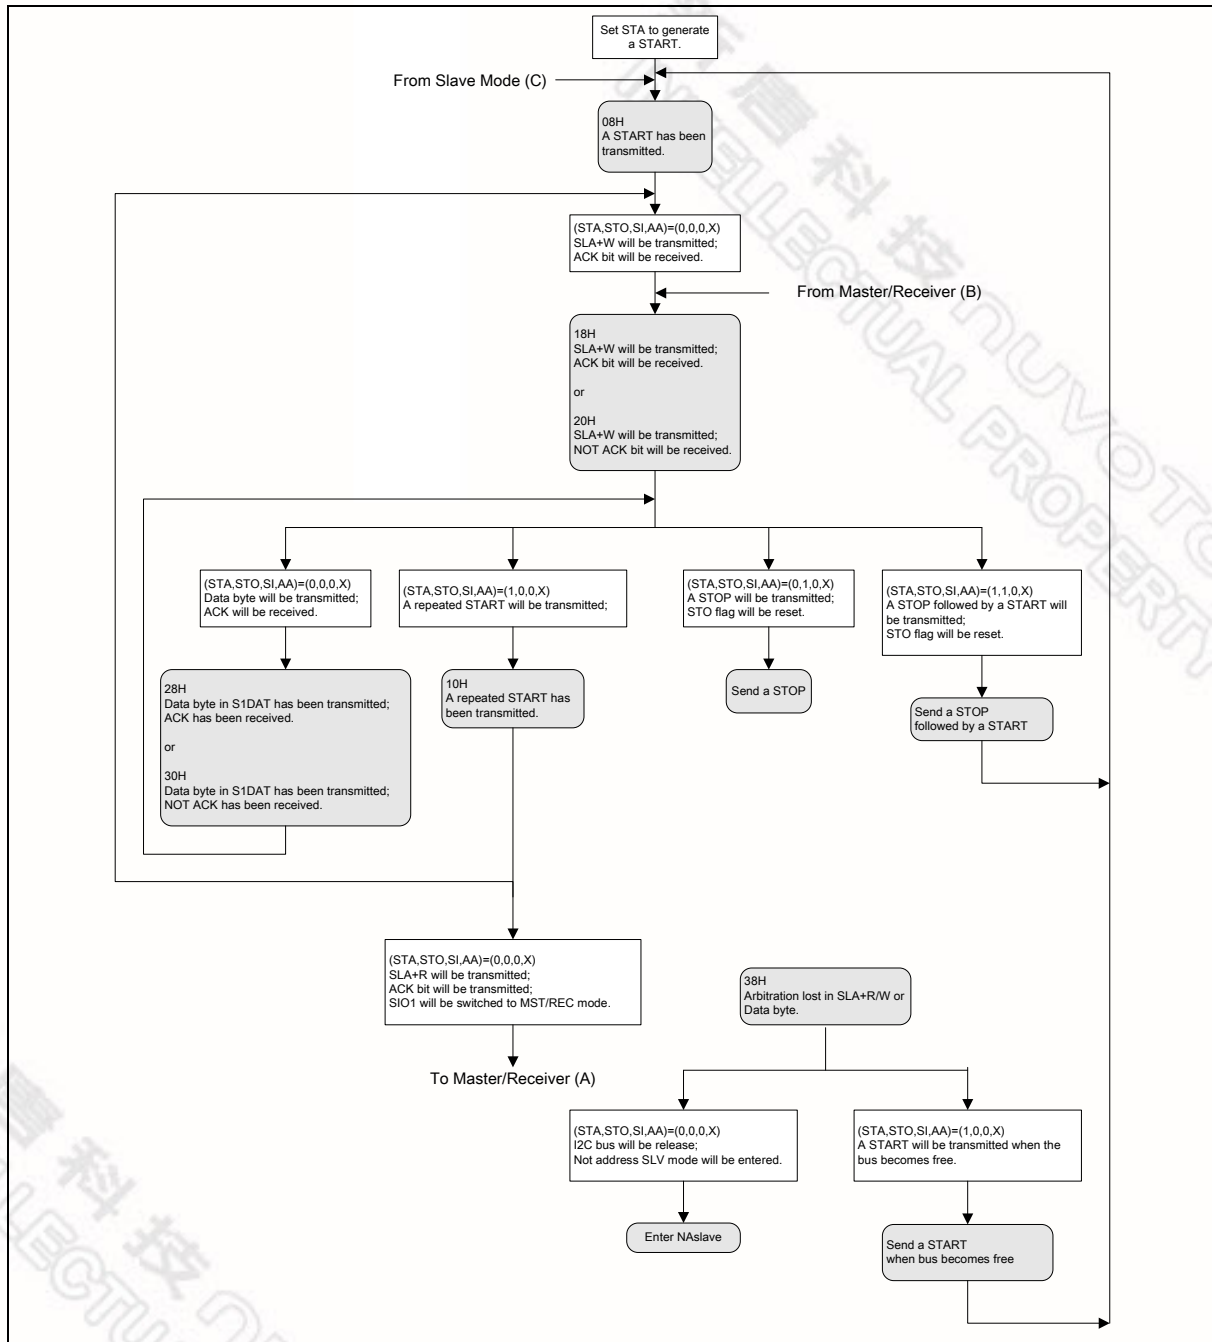 Set STA to generate
a START.
From Slave Mode (C)
08H
A START has been
transmitted.
(STA,STO,SI,AA)=(0,0,0,X)
SLA+W will be transmitted;
ACK bit will be received.
From Master/Receiver (B)
18H
SLA+W will be transmitted;
ACK bit will be received.
or
20H
SLA+W will be transmitted;
NOT ACK bit will be received.
(STA,STO,SI,AA)=(0,0,0,X)
Data byte will be transmitted;
ACK will be received.
(STA,STO,SI,AA)=(1,0,0,X)
A repeated START will be transmitted;
(STA,STO,SI,AA)=(0,1,0,X)
A STOP will be transmitted;
STO flag will be reset.
(STA,STO,SI,AA)=(1,1,0,X)
A STOP followed by a START will
be transmitted;
STO flag will be reset.
28H
Data byte in S1DAT has been transmitted;
ACK has been received.
or
30H
Data byte in S1DAT has been transmitted;
NOT ACK has been received.
10H
A repeated START has
been transmitted.
Send a STOP
Send a STOP
followed by a START
(STA,STO,SI,AA)=(0,0,0,X)
SLA+R will be transmitted;
ACK bit will be transmitted;
SIO1 will be switched to MST/REC mode.
To Master/Receiver (A)
38H
Arbitration lost in SLA+R/W or
Data byte.
(STA,STO,SI,AA)=(0,0,0,X)
I2C bus will be release;
Not address SLV mode will be entered.
(STA,STO,SI,AA)=(1,0,0,X)
A START will be transmitted when the
bus becomes free.
Enter NAslave
Send a START
when bus becomes free
唐科技 nuvoTo
INTELLECTUAL PROPERTY
科技